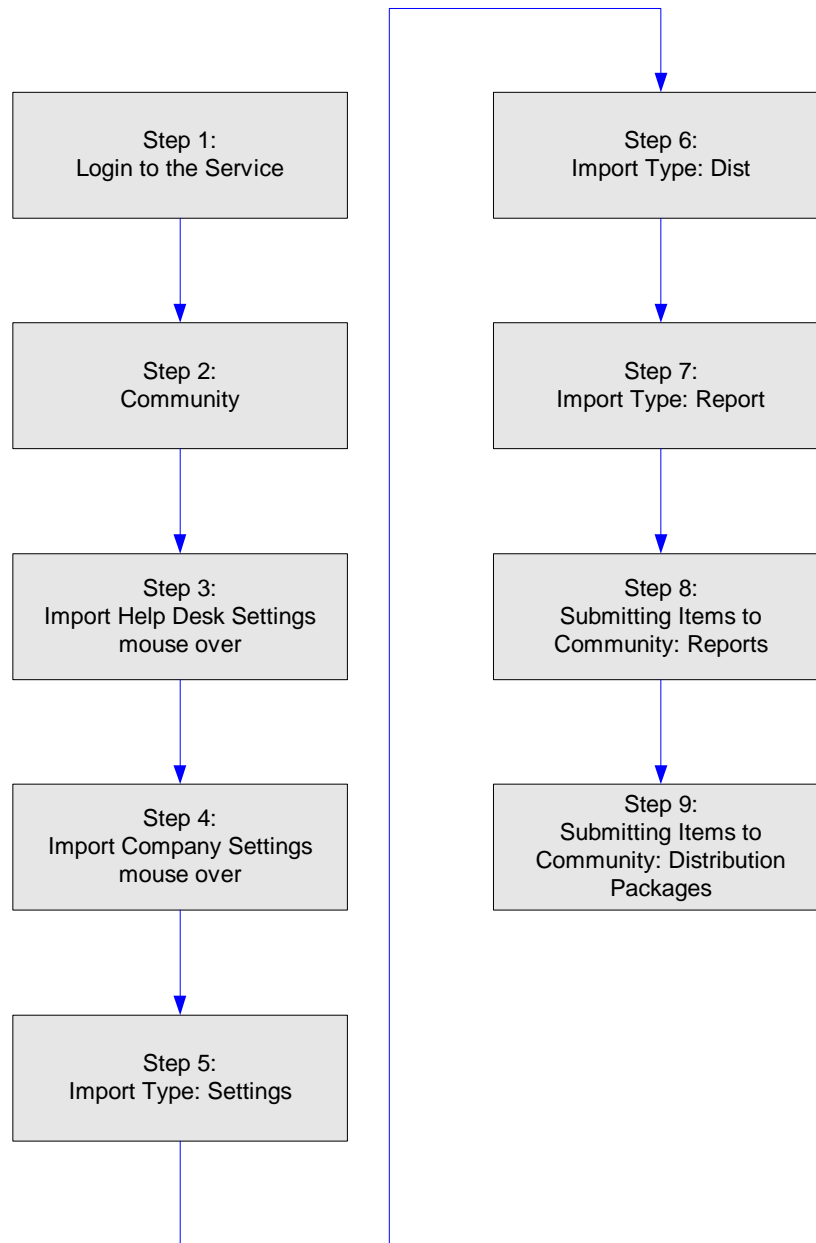 Step 1:
Login to the Service
Step 2:
Community
Step 3:
Import Help Desk Settings
mouse over
Step 4:
Import Company Settings
mouse over
Step 5:
Import Type: Settings
Step 6:
Import Type: Dist
Step 7:
Import Type: Report
Step 8:
Submitting Items to
Community: Reports
Step 9:
Submitting Items to
Community: Distribution
Packages